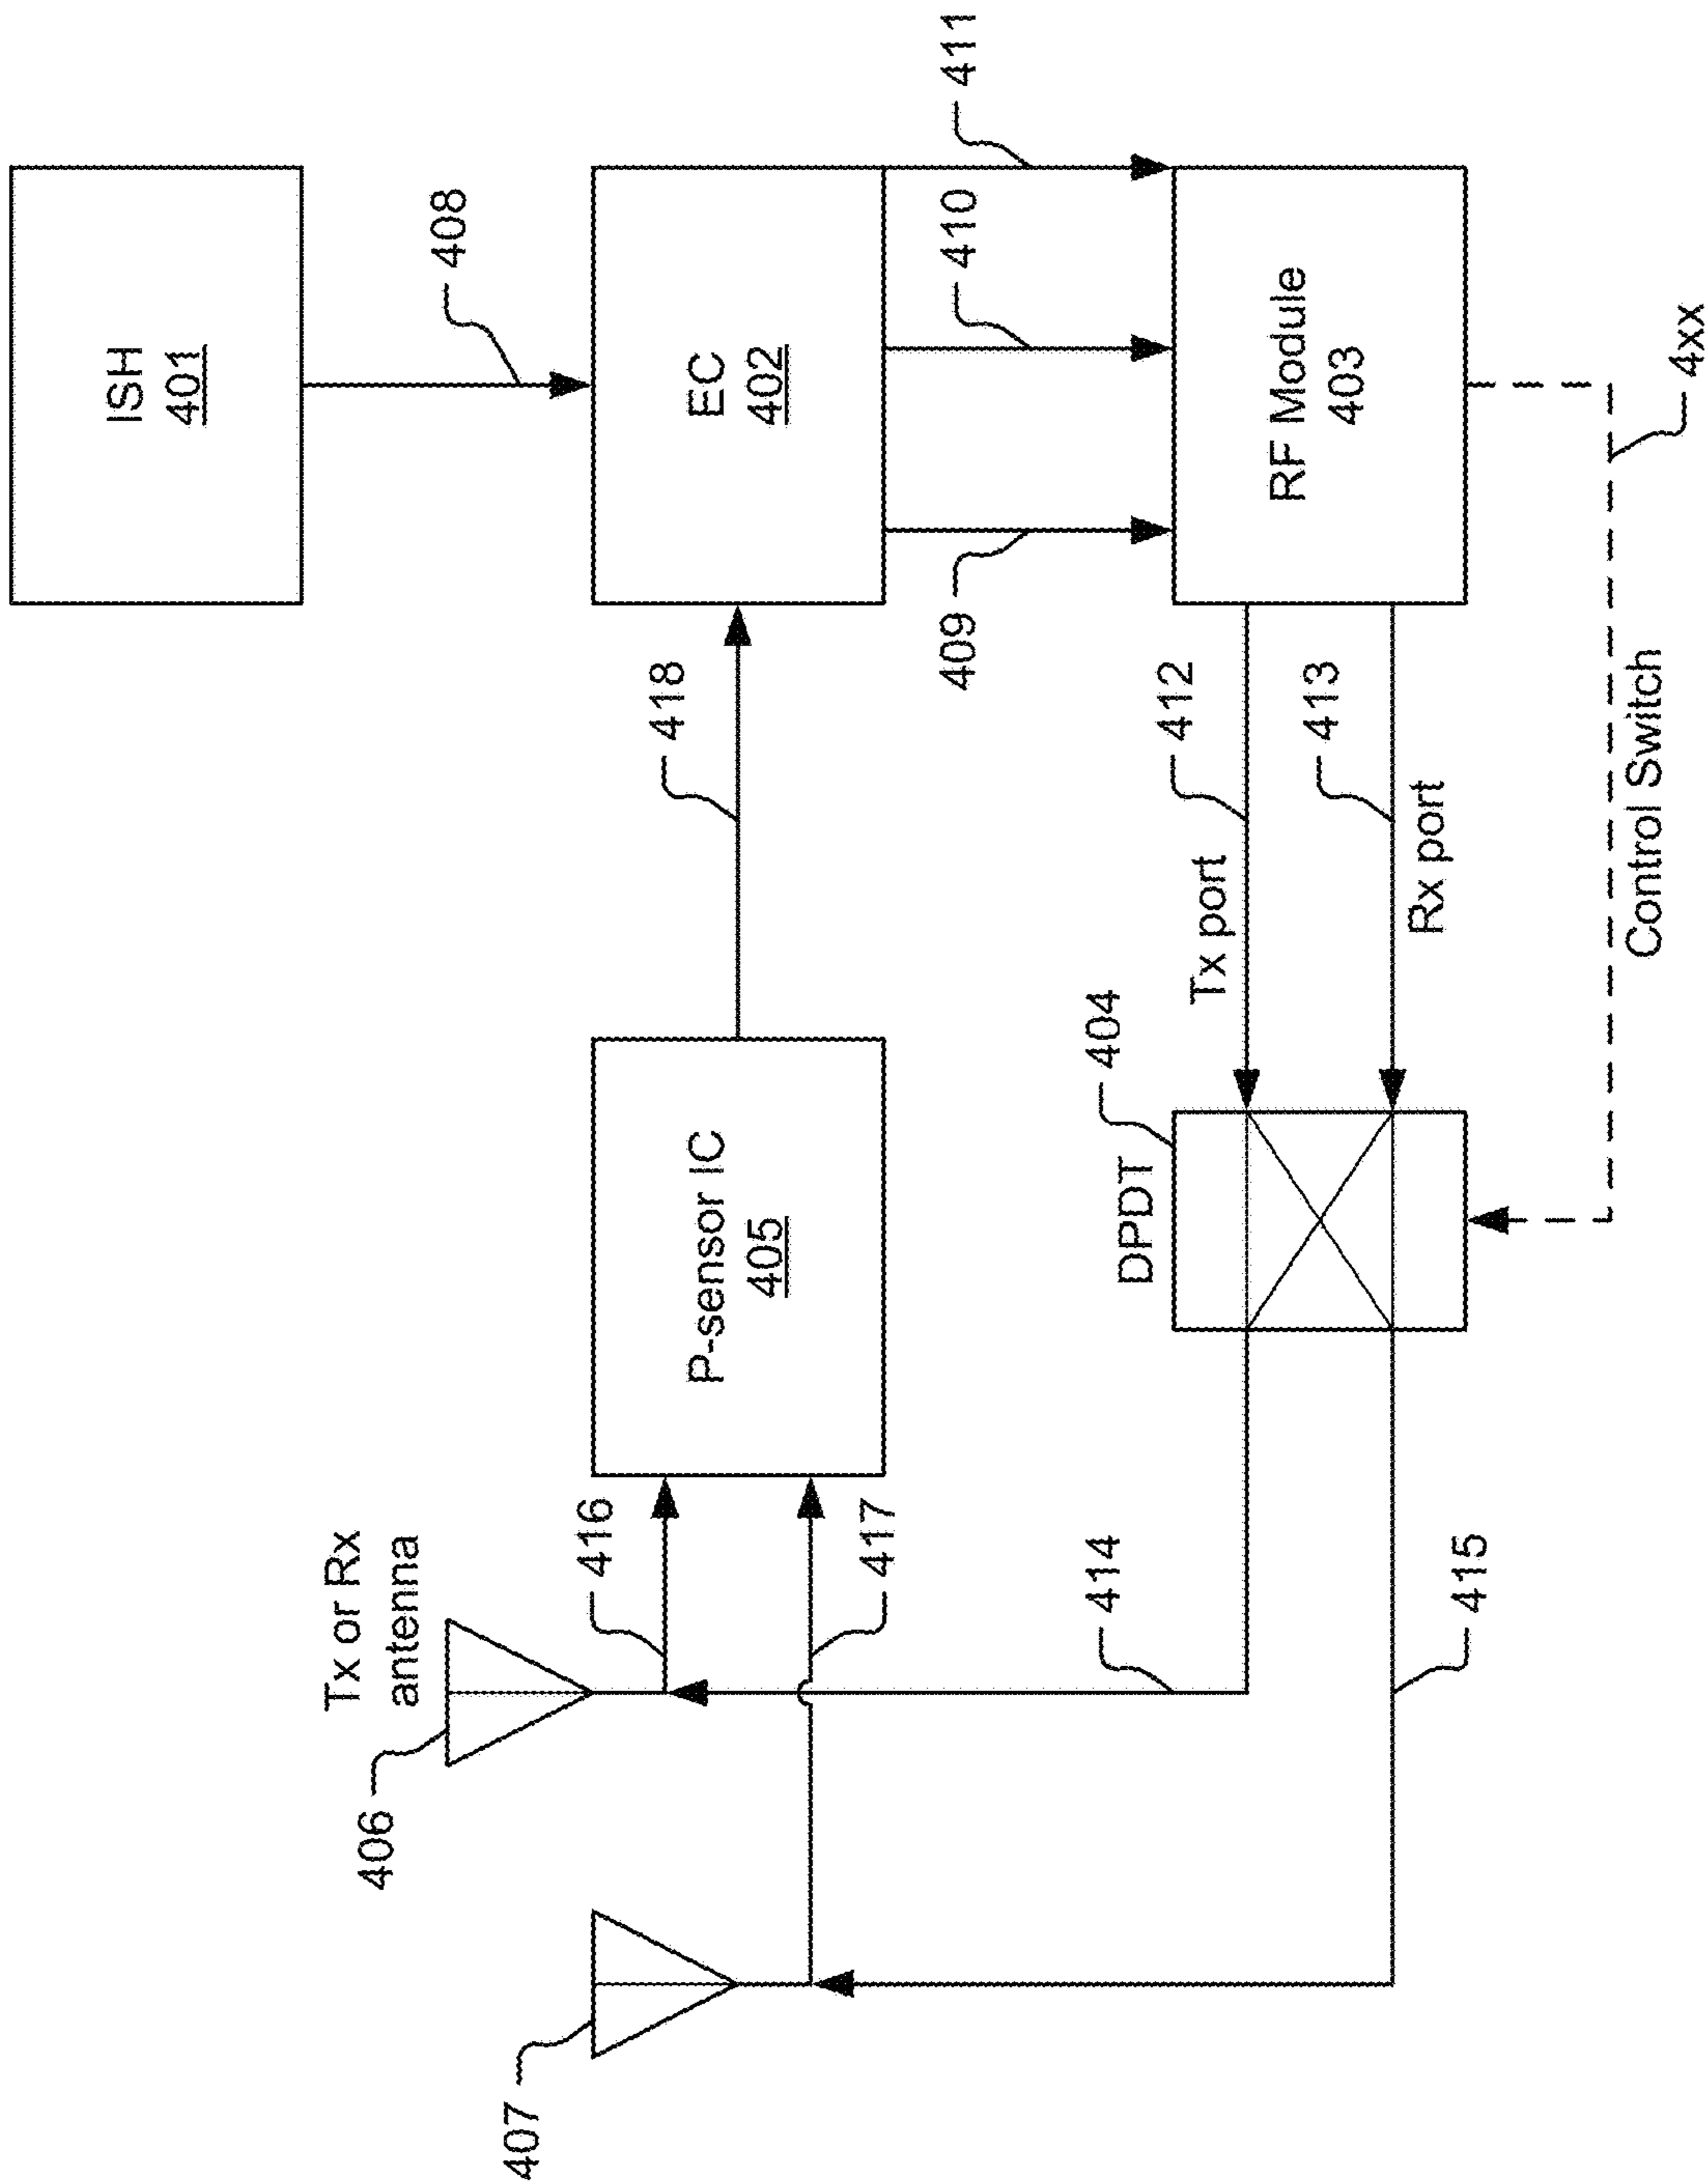 ISH
401
408
EC
402
409
410
411
RF Module
403
418
P-sensor IC
405
412
Tx port
413
Rx port
404
DPDT
Control Switch
4xx
Tx or Rx
antenna
406
407
416
417
414
415